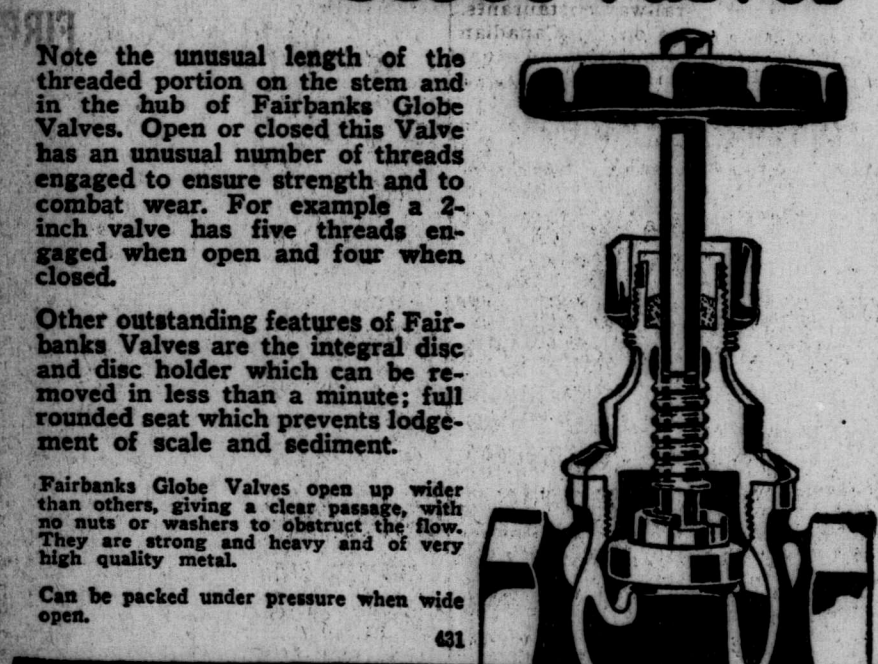 Note the unusual length of the
threaded portion on the stem and
in the hub of Fairbanks Globe
Valves. Open or closed this Valve
has an unusual number of threads
engaged to ensure strength and to
combat wear. For example a 2-
inch valve has five threads en-
gaged when open and four when
closed.
Other outstanding features of Fair-
banks Valves are the integral disc
and disc holder which can be re-
moved in less than a minute; full
rounded seat which prevents lodge-
ment of scale and sediment.
Fairbanks Globe Valves open up wider
than others, giving a clear passage, with
no nuts or washers to obstruct the flow.
They are strong and heavy and of very
high quality metal.
Can be packed under pressure when wide
open.
431